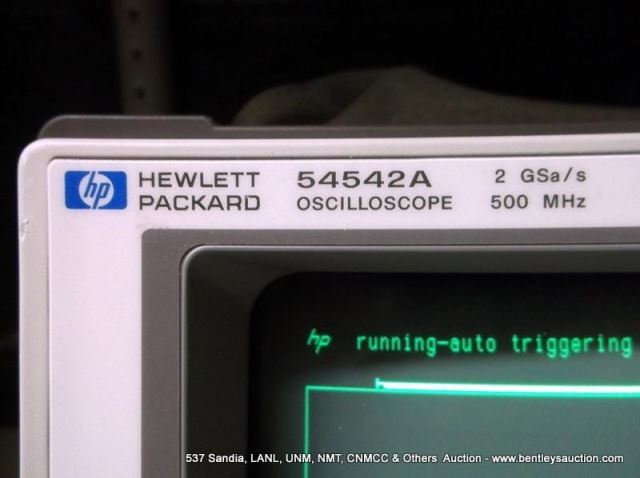 hp HEWLETT PACKARD
54542A OSCILLOSCOPE
2 GSa/s
500 MHz
hp running-auto triggering
537 Sandia, LANL, UNM, NMT, CNMCC & Others Auction - www.bentleysauction.com